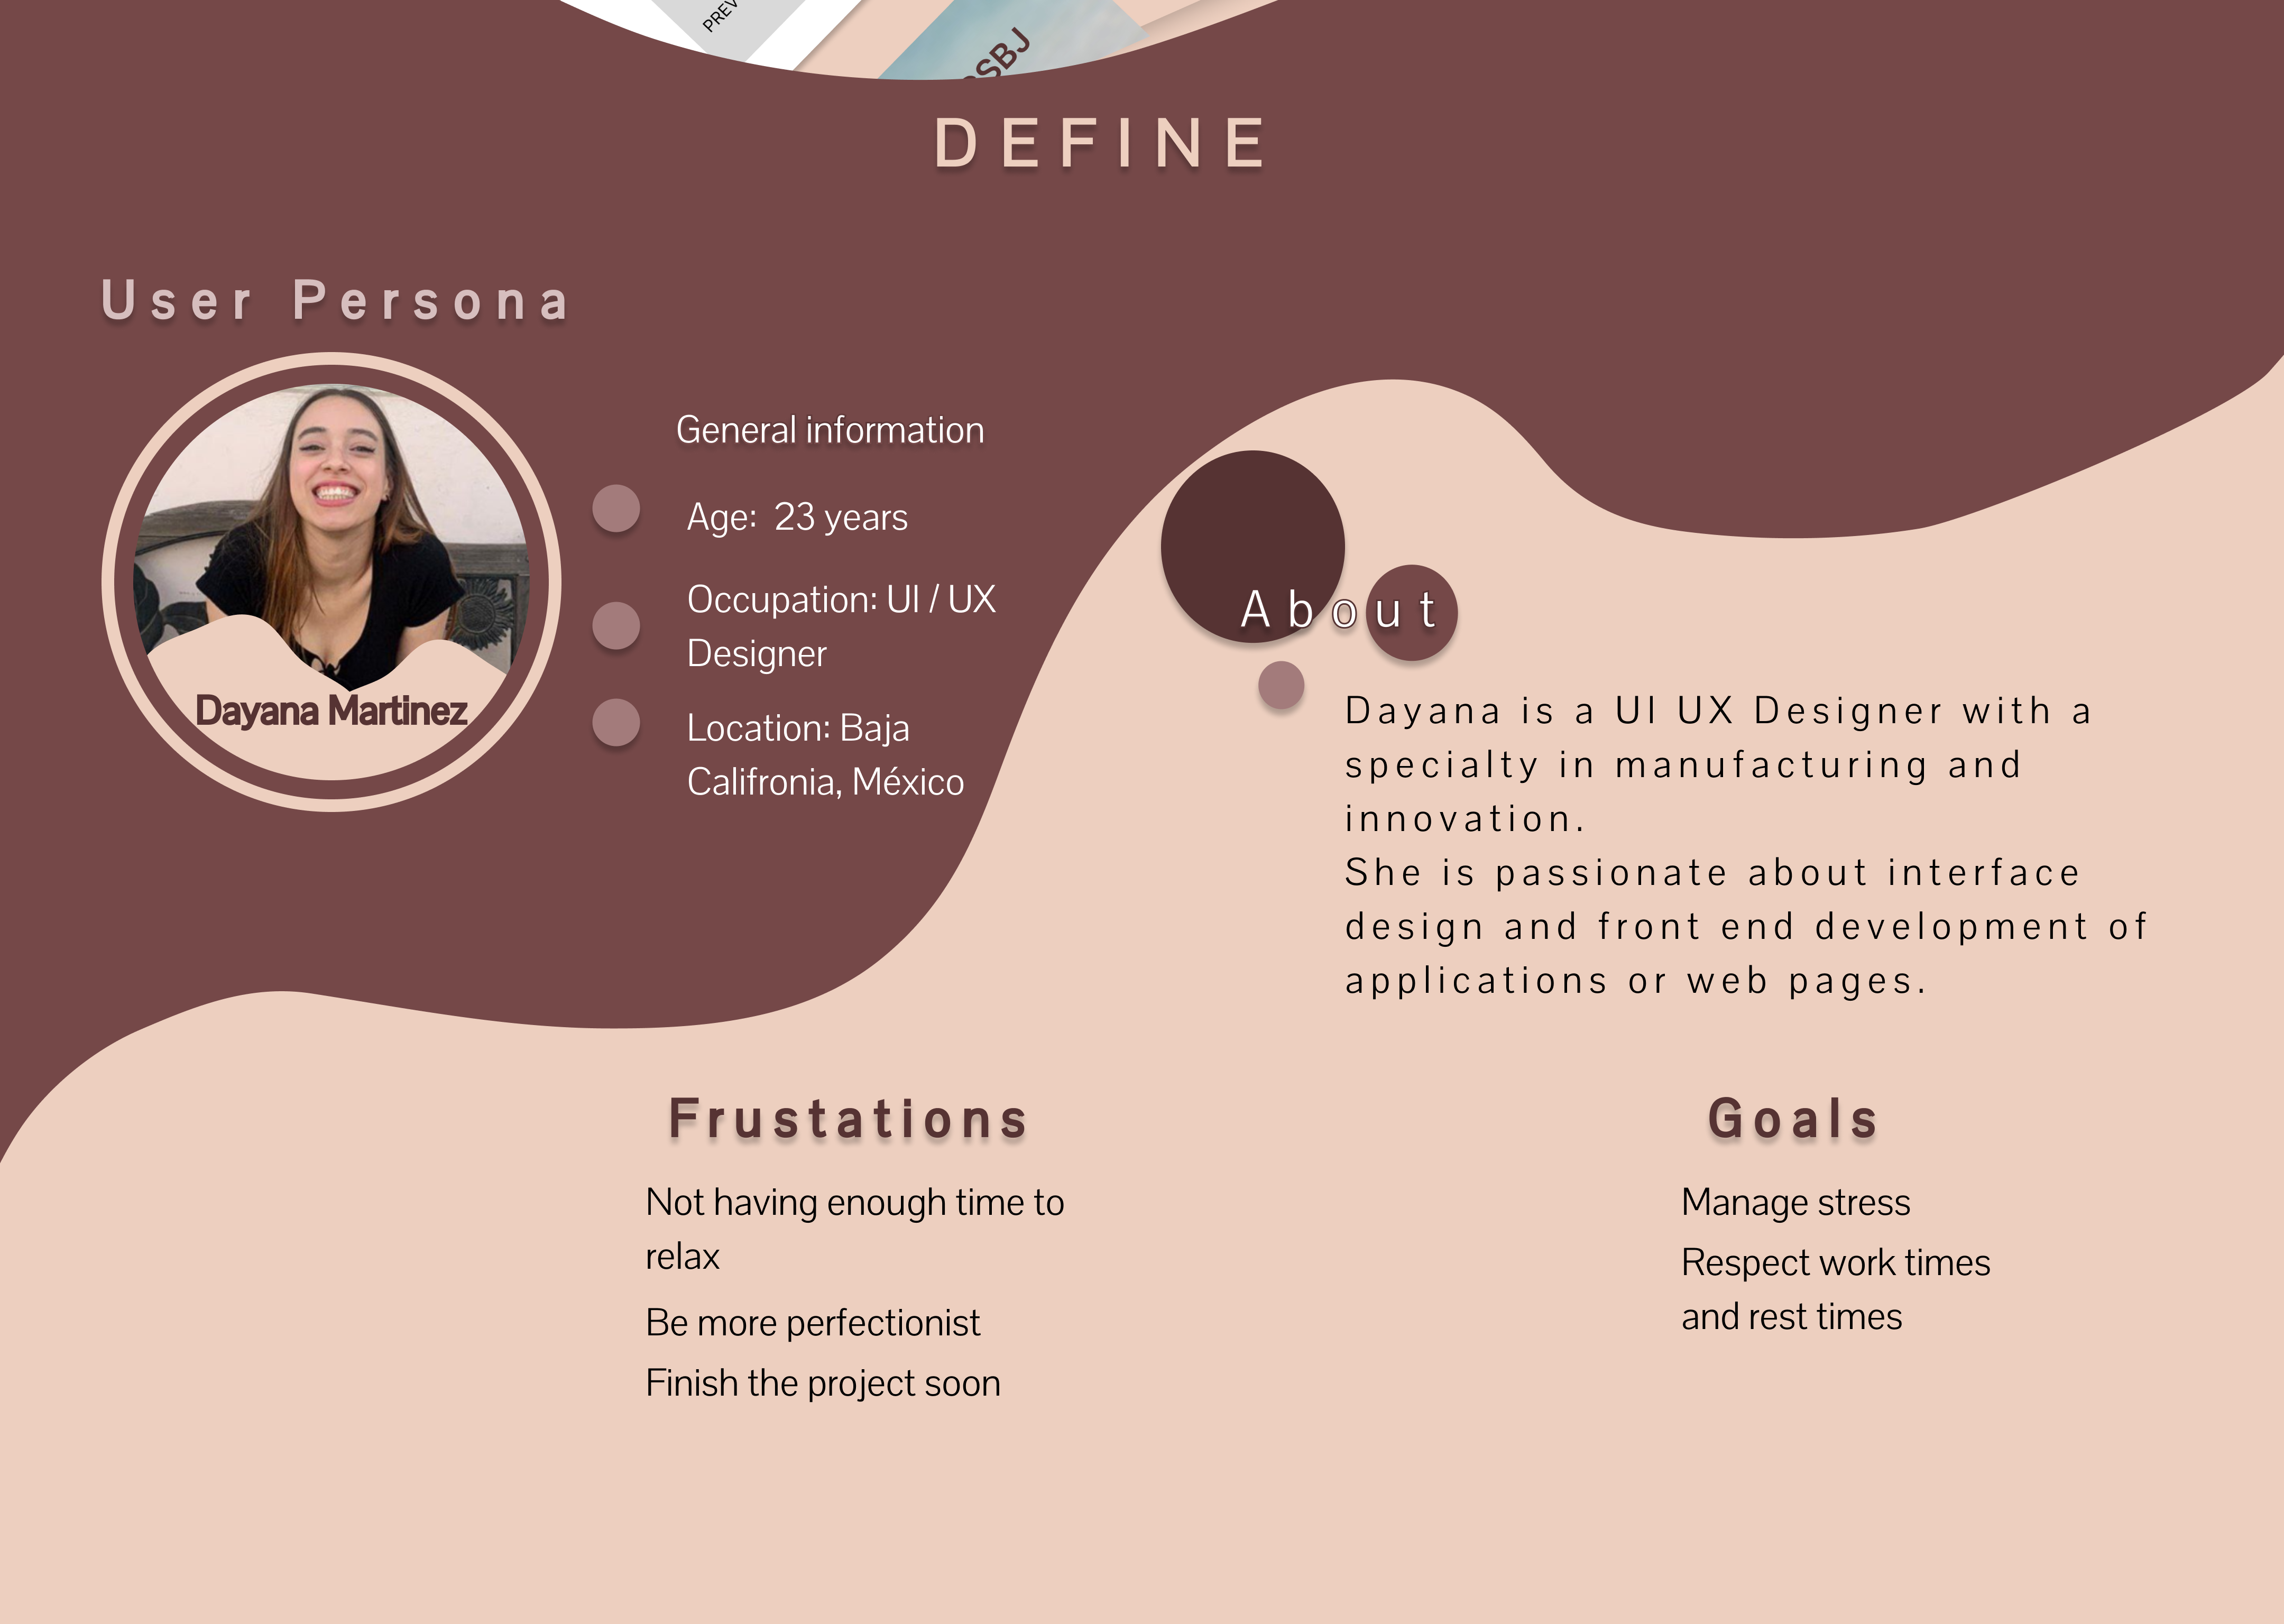 PREV
SBJ
DEFINE
User Persona
General information
Age: 23 years
Occupation: UI / UX
Designer
Location: Baja
Califronia, México
Dayana Martinez
About
Dayana is a UI UX Designer with a
specialty in manufacturing and
innovation.
She is passionate about interface
design and front end development of
applications or web pages.
Frustations
Not having enough time to
relax
Be more perfectionist
Finish the project soon
Goals
Manage stress
Respect work times
and rest times